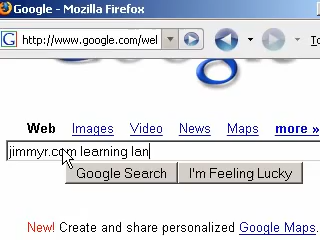 Google - Mozilla Firefox
http://www.google.com/wel
Web Images Video News Maps more »
jimmyr.com learning lan
Google Search I'm Feeling Lucky
New! Create and share personalized Google Maps.